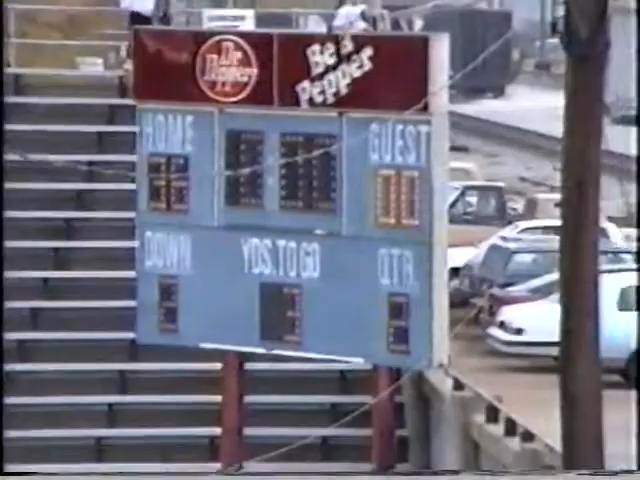 Dr Pepper
Be a Pepper
HOME
GUEST
DOWN
YDS. TO GO
QTR.